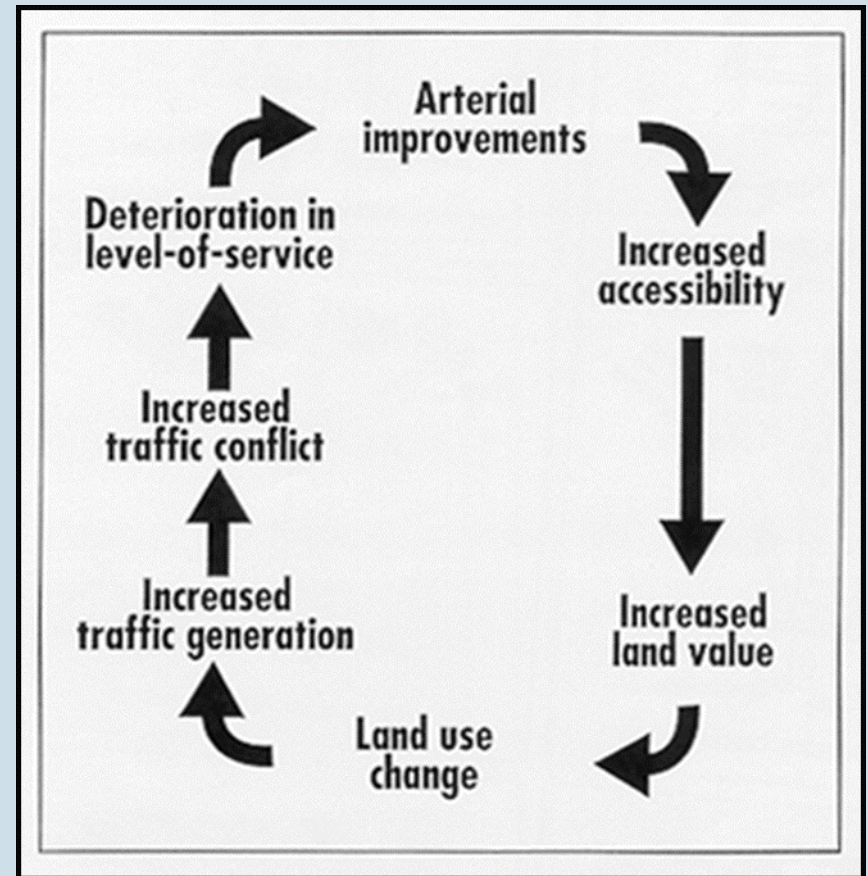 Arterial
improvements
Increased
accessibility
Increased
land value
Land use
change
Increased
traffic generation
Increased
traffic conflict
Deterioration in
level-of-service